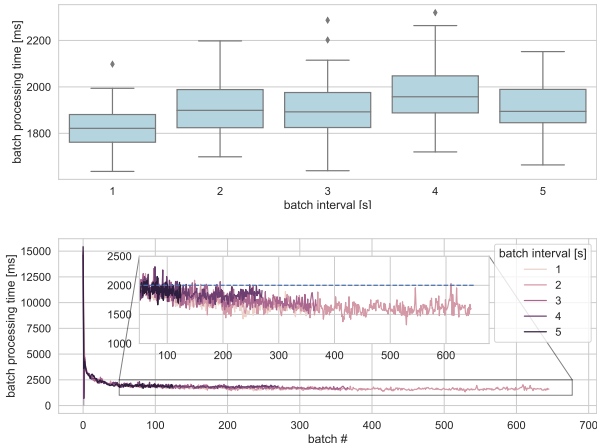 batch processing time [ms]
2200
2000
1800
1 2 3 4 5
batch interval [s]
batch processing time [ms]
15000
12500
10000
7500
5000
2500
0
2500
2000
1500
1000
100 200 300 400 500 600
batch interval [s]
1
2
3
4
5
0 100 200 300 400 500 600 700
batch #